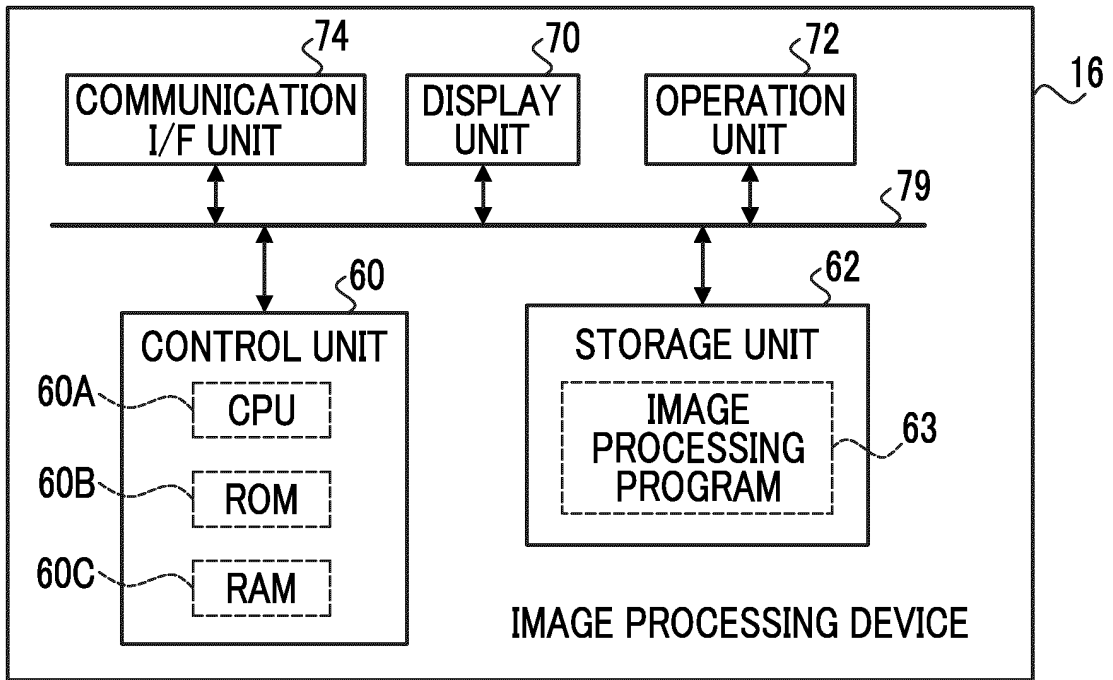 74
70
72
16
COMMUNICATION
I/F UNIT
DISPLAY
UNIT
OPERATION
UNIT
79
60
62
CONTROL UNIT
60A
CPU
60B
ROM
60C
RAM
STORAGE UNIT
IMAGE
PROCESSING
PROGRAM
63
IMAGE PROCESSING DEVICE